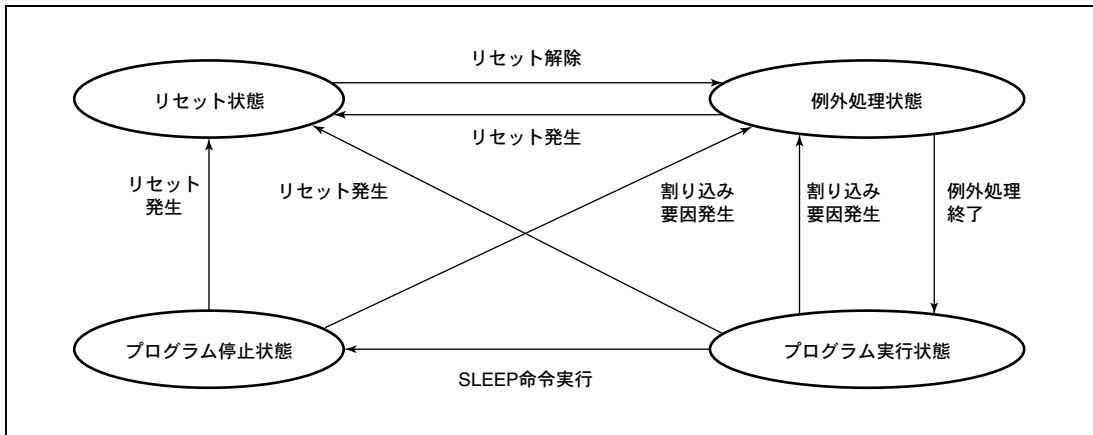 リセット解除
リセット状態
例外処理状態
リセット発生
リセット
発生
リセット発生
割り込み
要因発生
割り込み
要因発生
例外処理
終了
プログラム停止状態
プログラム実行状態
SLEEP命令実行